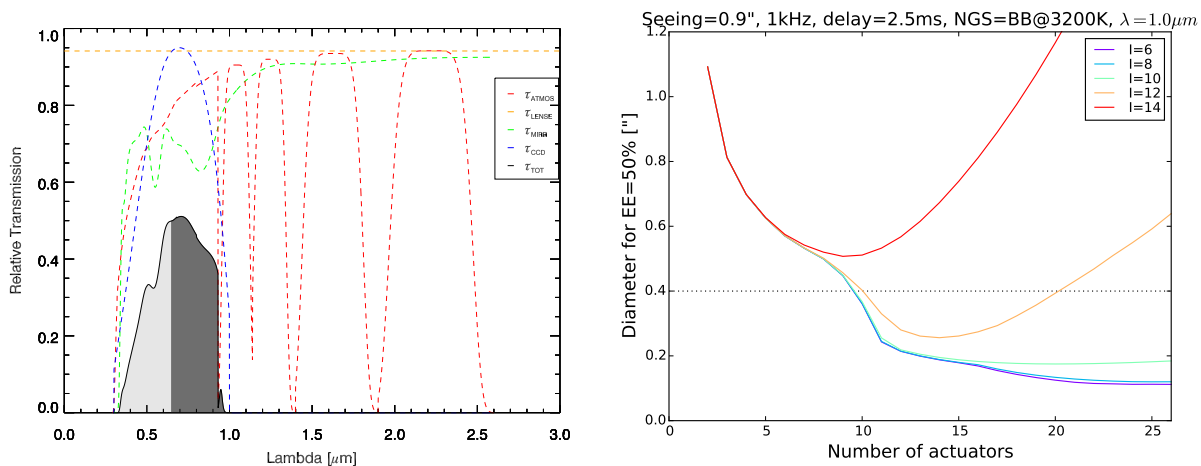 1.0
0.8
0.6
0.4
0.2
0.0
Relative Transmission
0.0 0.5 1.0 1.5 2.0 2.5 3.0
Lambda [μm]
τATMOS
τLENSE
τMIRR
τCCD
τTOT
Seeing=0.9", 1kHz, delay=2.5ms, NGS=BB@3200K, λ=1.0μm
1.2
1.0
0.8
0.6
0.4
0.2
0.0
Diameter for EE=50% ["]
0 5 10 15 20 25
Number of actuators
I=6
I=8
I=10
I=12
I=14